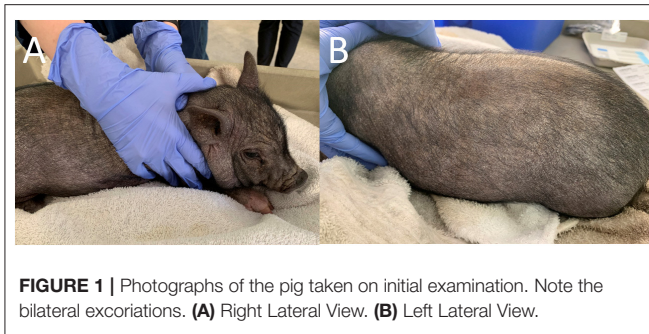 A
B
FIGURE 1 | Photographs of the pig taken on initial examination. Note the
bilateral excoriations. (A) Right Lateral View. (B) Left Lateral View.